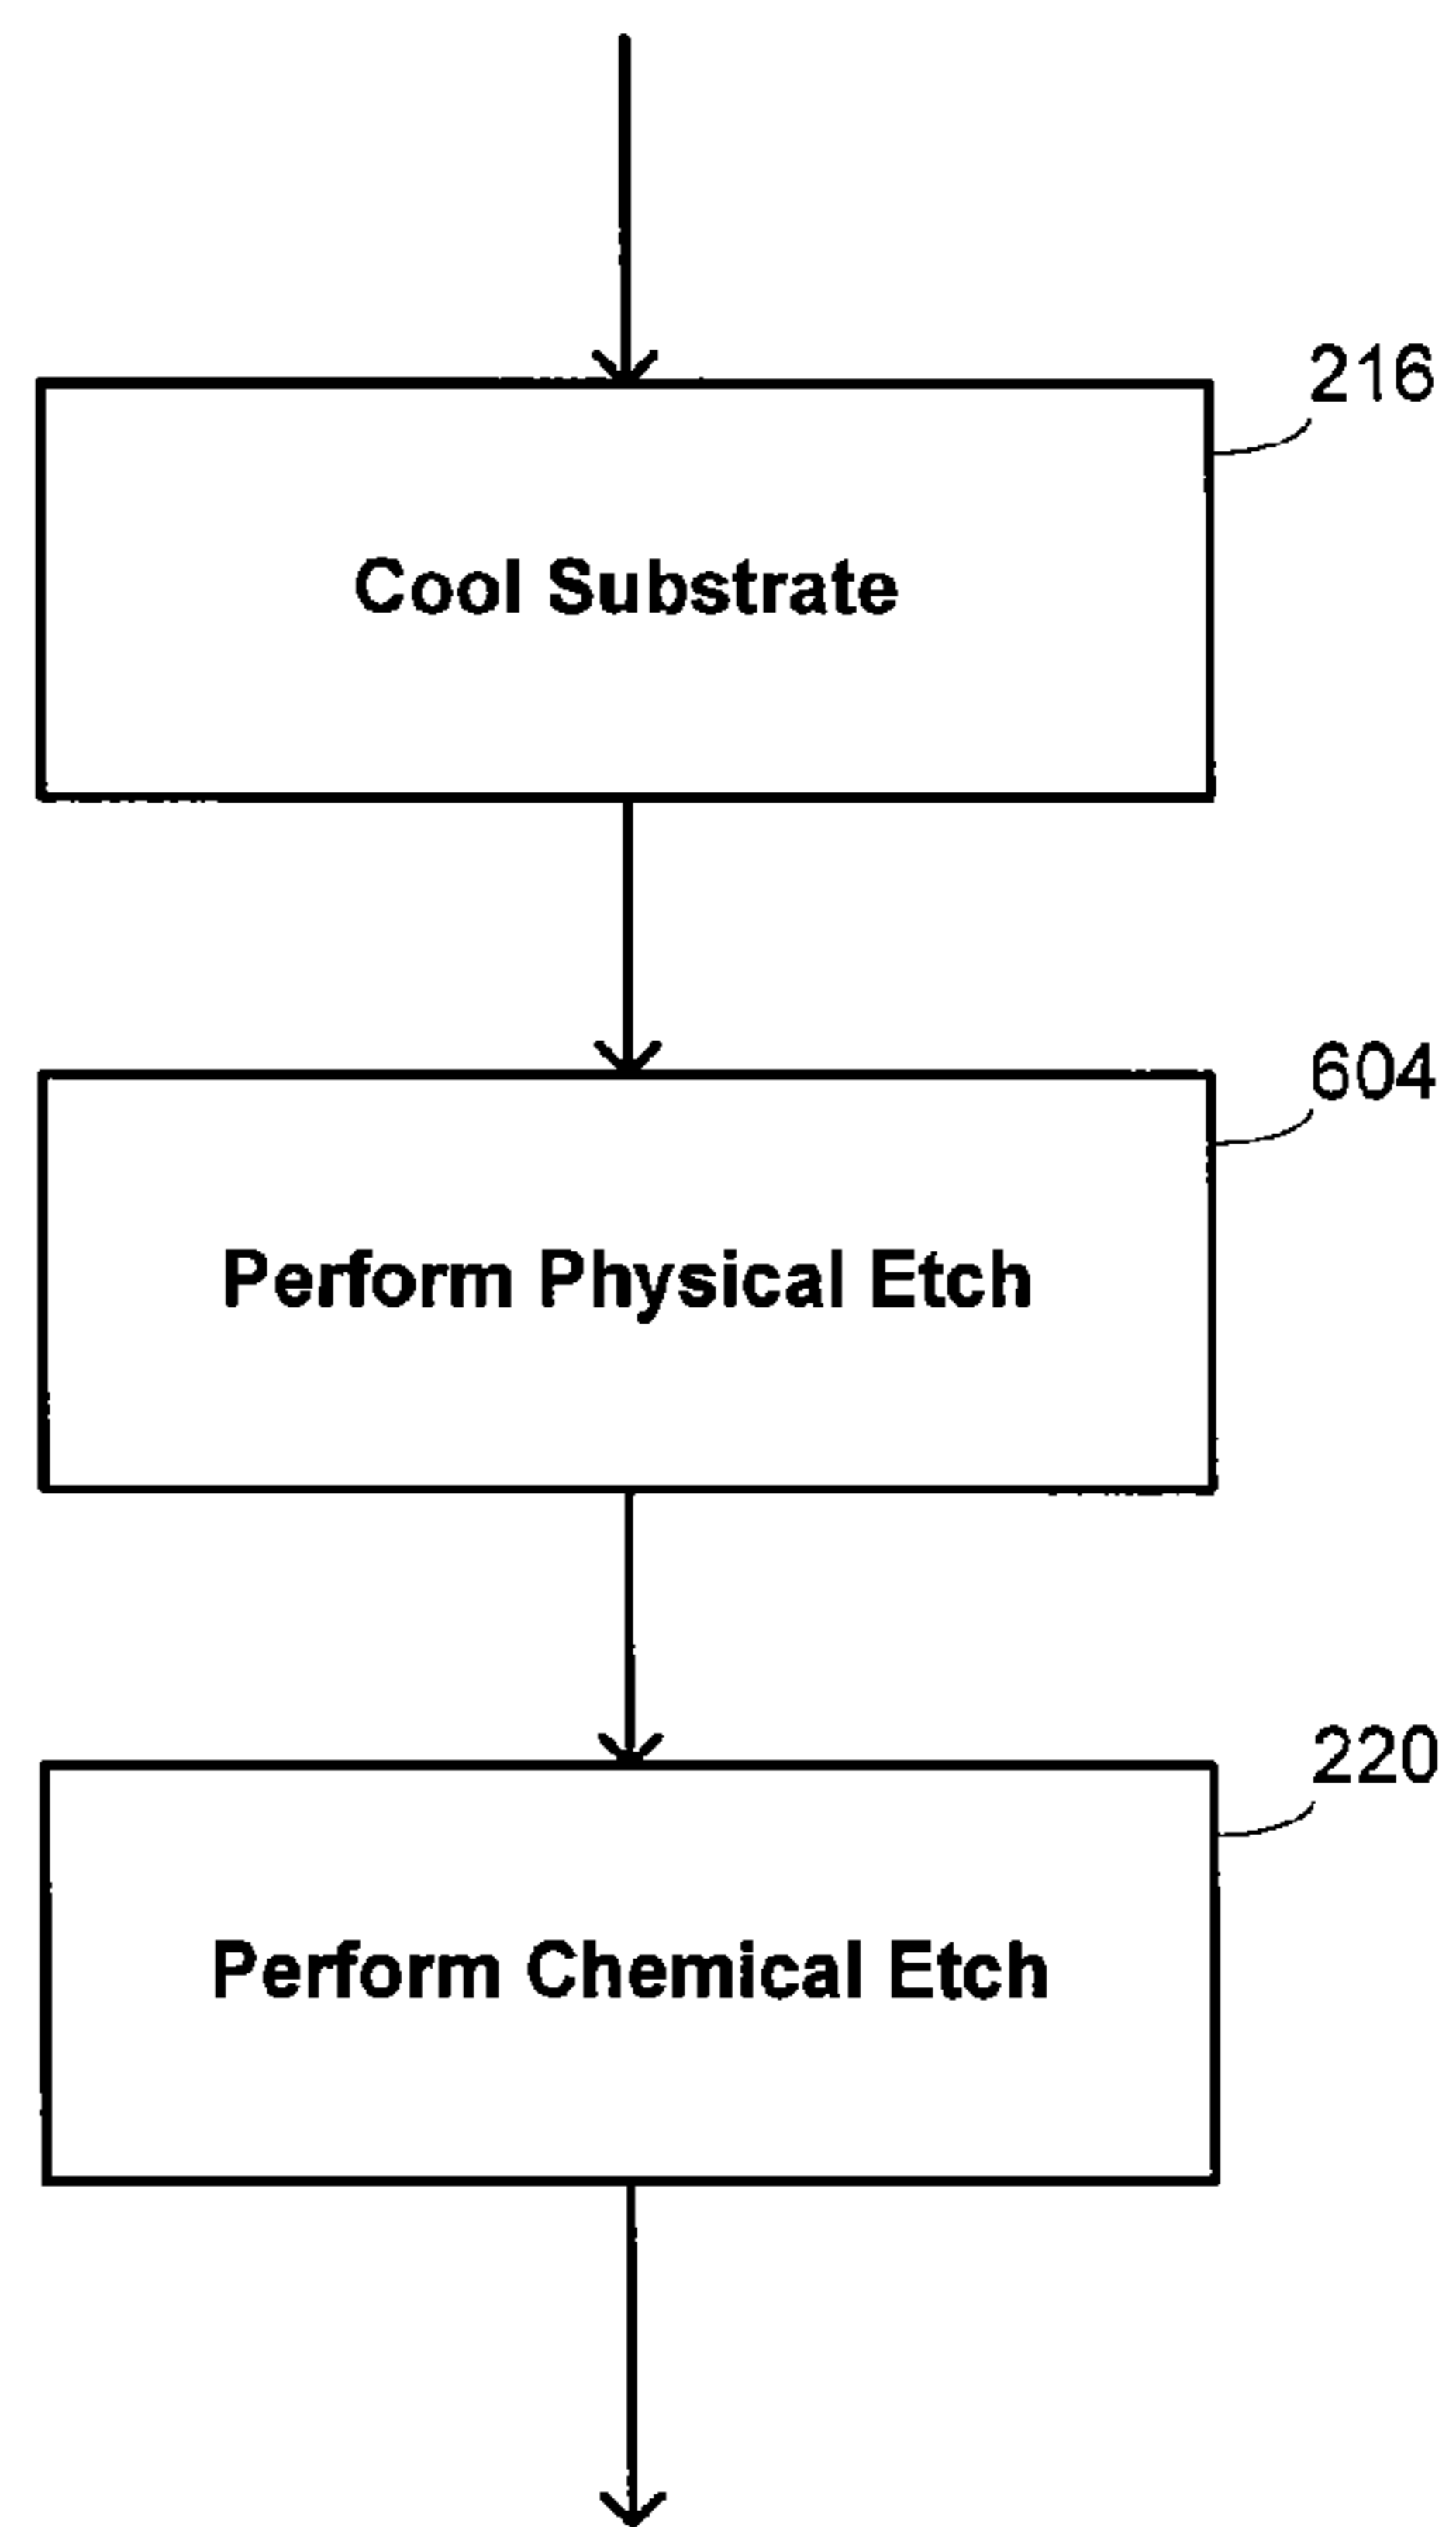 216
Cool Substrate
604
Perform Physical Etch
220
Perform Chemical Etch